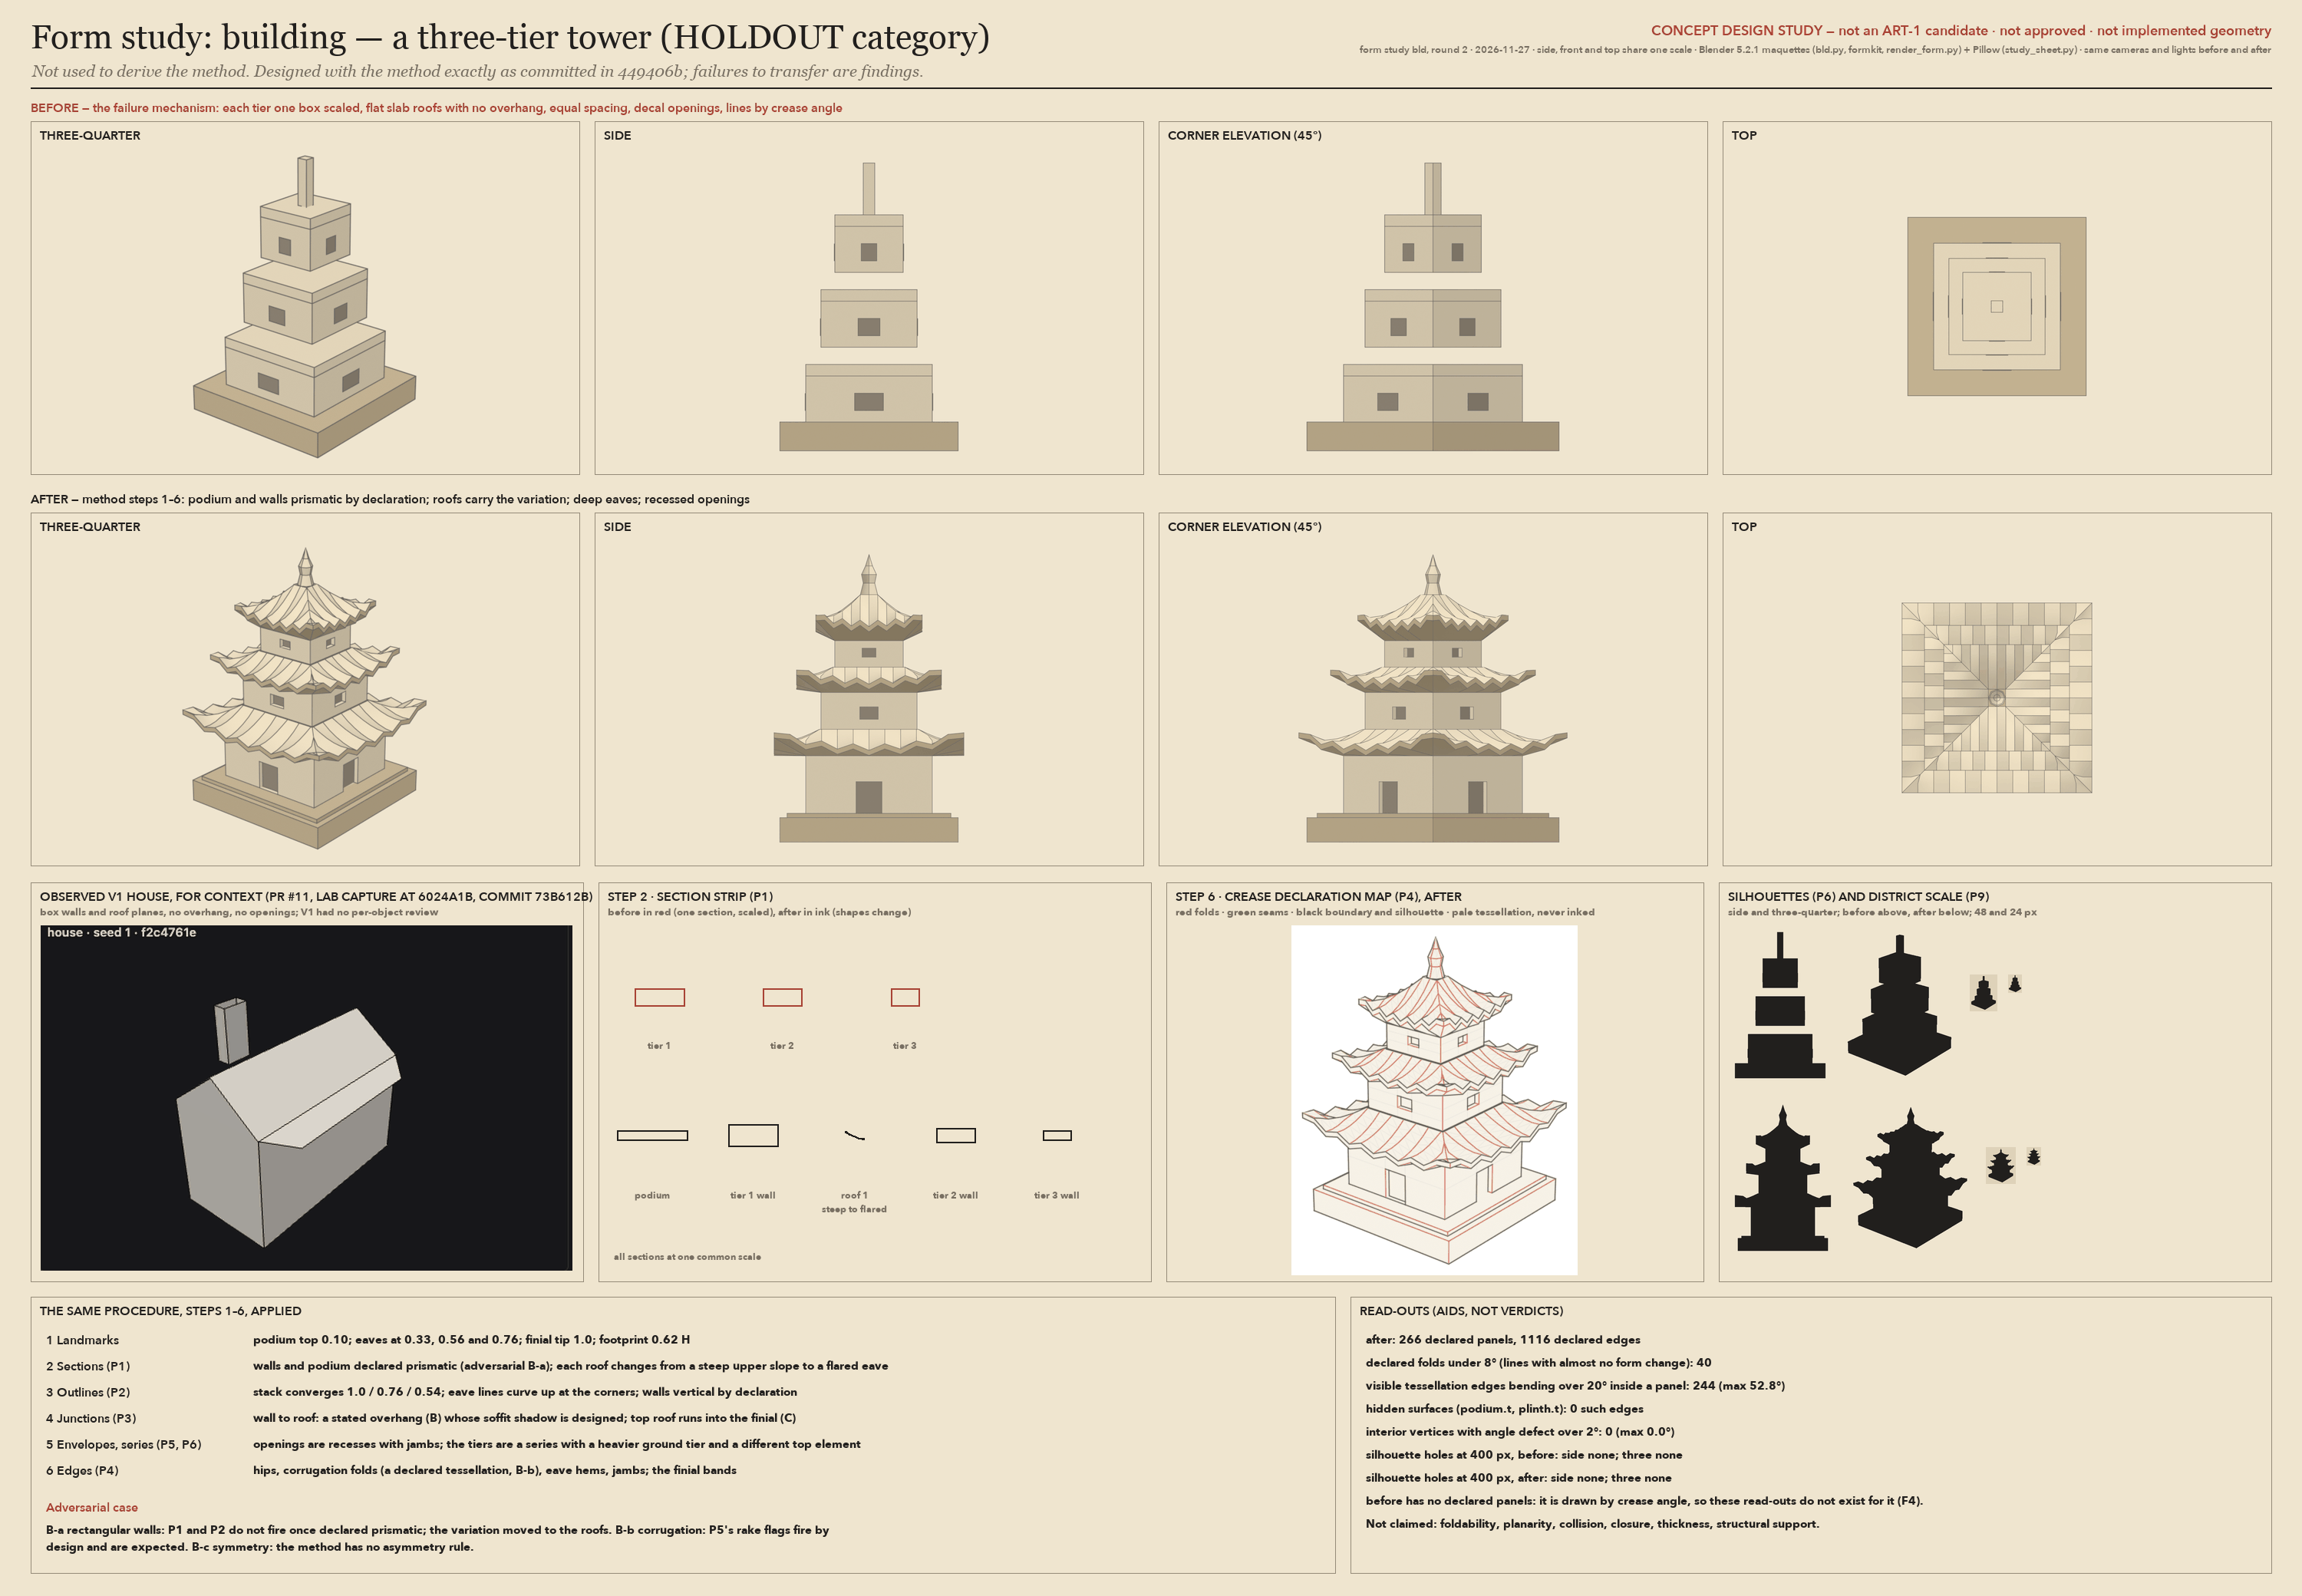 Form study: building — a three-tier tower (HOLDOUT category)
CONCEPT DESIGN STUDY — not an ART-1 candidate · not approved · not implemented geometry
form study bld, round 2 · 2026-11-27 · side, front and top share one scale · Blender 5.2.1 maquettes (bld.py, formkit, render_form.py) + Pillow (study_sheet.py) · same cameras and lights before and after
Not used to derive the method. Designed with the method exactly as committed in 449406b; failures to transfer are findings.
BEFORE — the failure mechanism: each tier one box scaled, flat slab roofs with no overhang, equal spacing, decal openings, lines by crease angle
THREE-QUARTER
SIDE
CORNER ELEVATION (45°)
TOP
AFTER — method steps 1–6: podium and walls prismatic by declaration; roofs carry the variation; deep eaves; recessed openings
THREE-QUARTER
SIDE
CORNER ELEVATION (45°)
TOP
OBSERVED V1 HOUSE, FOR CONTEXT (PR #11, LAB CAPTURE AT 6024A1B, COMMIT 73B612B)
box walls and roof planes, no overhang, no openings; V1 had no per-object review
house · seed 1 · f2c4761e
STEP 2 · SECTION STRIP (P1)
before in red (one section, scaled), after in ink (shapes change)
tier 1
tier 2
tier 3
podium
tier 1 wall
roof 1
steep to flared
tier 2 wall
tier 3 wall
all sections at one common scale
STEP 6 · CREASE DECLARATION MAP (P4), AFTER
red folds · green seams · black boundary and silhouette · pale tessellation, never inked
SILHOUETTES (P6) AND DISTRICT SCALE (P9)
side and three-quarter; before above, after below; 48 and 24 px
THE SAME PROCEDURE, STEPS 1–6, APPLIED
1 Landmarks
podium top 0.10; eaves at 0.33, 0.56 and 0.76; finial tip 1.0; footprint 0.62 H
2 Sections (P1)
walls and podium declared prismatic (adversarial B-a); each roof changes from a steep upper slope to a flared eave
3 Outlines (P2)
stack converges 1.0 / 0.76 / 0.54; eave lines curve up at the corners; walls vertical by declaration
4 Junctions (P3)
wall to roof: a stated overhang (B) whose soffit shadow is designed; top roof runs into the finial (C)
5 Envelopes, series (P5, P6)
openings are recesses with jambs; the tiers are a series with a heavier ground tier and a different top element
6 Edges (P4)
hips, corrugation folds (a declared tessellation, B-b), eave hems, jambs; the finial bands
Adversarial case
B-a rectangular walls: P1 and P2 do not fire once declared prismatic; the variation moved to the roofs. B-b corrugation: P5's rake flags fire by
design and are expected. B-c symmetry: the method has no asymmetry rule.
READ-OUTS (AIDS, NOT VERDICTS)
after: 266 declared panels, 1116 declared edges
declared folds under 8° (lines with almost no form change): 40
visible tessellation edges bending over 20° inside a panel: 244 (max 52.8°)
hidden surfaces (podium.t, plinth.t): 0 such edges
interior vertices with angle defect over 2°: 0 (max 0.0°)
silhouette holes at 400 px, before: side none; three none
silhouette holes at 400 px, after: side none; three none
before has no declared panels: it is drawn by crease angle, so these read-outs do not exist for it (F4).
Not claimed: foldability, planarity, collision, closure, thickness, structural support.